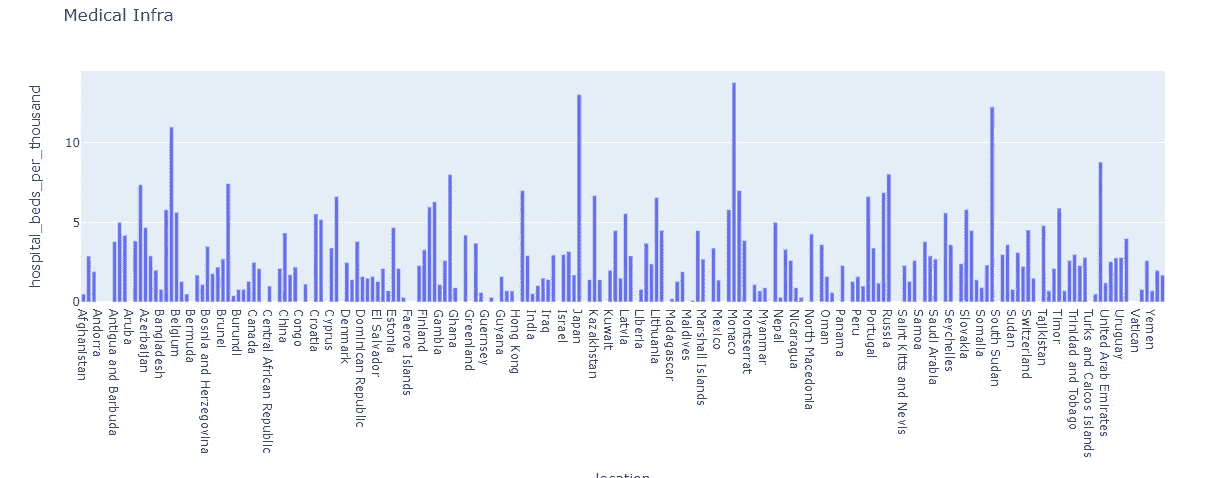 Medical Infra
hospital_beds_per_thousand
10
5
0
Afghanistan
Andorra
Antigua and Barbuda
Aruba
Azerbaijan
Bangladesh
Belgium
Bermuda
Bosnia and Herzegovina
Brunei
Burundi
Canada
Central African Republic
China
Congo
Croatia
Cyprus
Denmark
Dominican Republic
El Salvador
Estonia
Faeroe Islands
Finland
Gambia
Ghana
Greenland
Guernsey
Guyana
Hong Kong
India
Iraq
Israel
Japan
Kazakhstan
Kuwait
Latvia
Liberia
Lithuania
Madagascar
Maldives
Marshall Islands
Mexico
Monaco
Montserrat
Myanmar
Nepal
Nicaragua
North Macedonia
Oman
Panama
Peru
Portugal
Russia
Saint Kitts and Nevis
Samoa
Saudi Arabia
Seychelles
Slovakia
Somalia
South Sudan
Sudan
Switzerland
Tajikistan
Timor
Trinidad and Tobago
Turks and Caicos Islands
United Arab Emirates
Uruguay
Vatican
Yemen
location